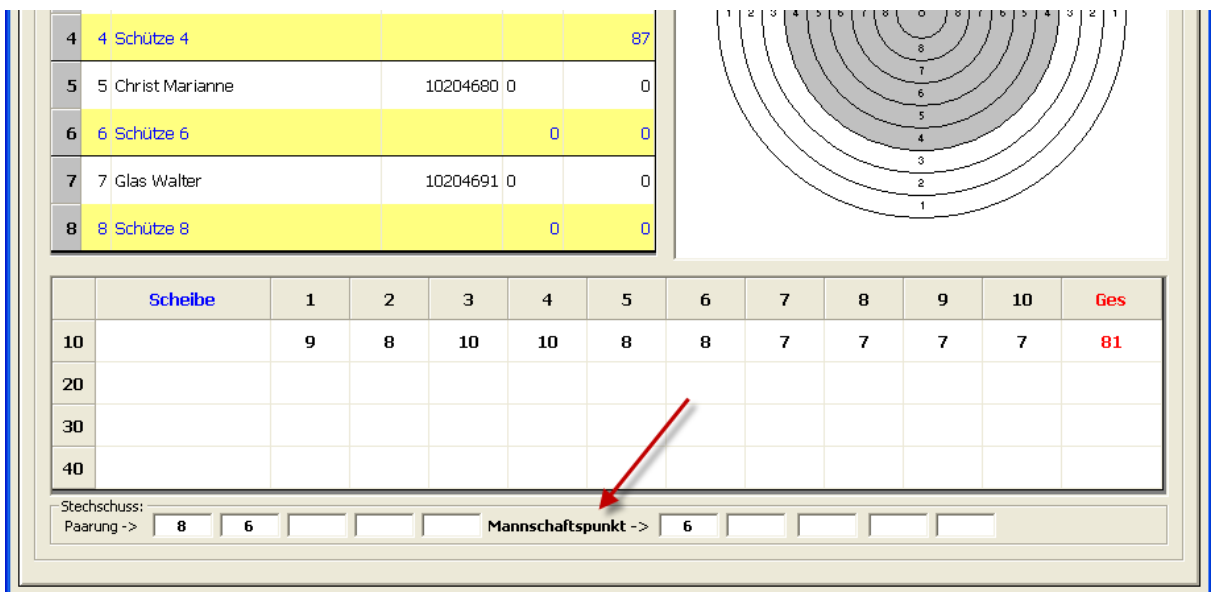 1 2 3 4 5 6 7 8 0 8 7 6 5 4 3 2 1
4 4 Schütze 4 87
8
7
5 5 Christ Marianne 10204680 0 0
6
5
6 6 Schütze 6 0 0
4
3
7 7 Glas Walter 10204691 0 0
2
1
8 8 Schütze 8 0 0
Scheibe 1 2 3 4 5 6 7 8 9 10 Ges
10 9 8 10 10 8 8 7 7 7 7 81
20
30
40
Stechschuss:
Paarung -> 8 6 Mannschaftspunkt -> 6